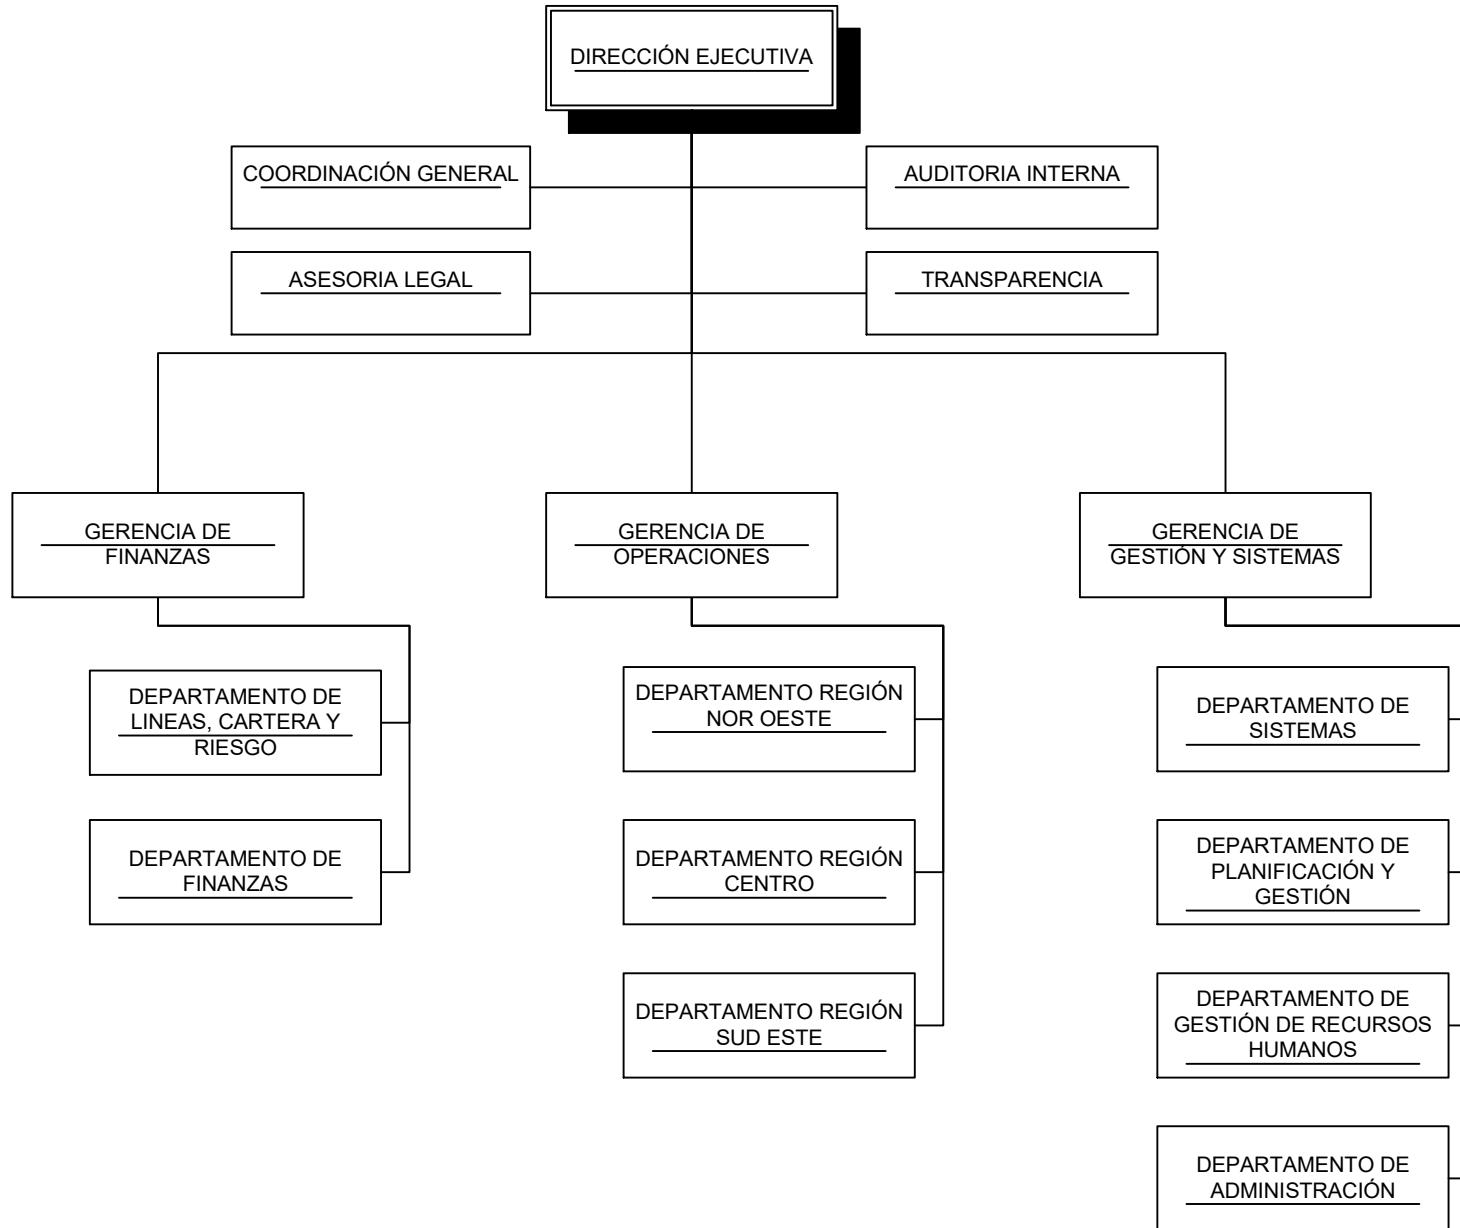 DIRECCIÓN EJECUTIVA
COORDINACIÓN GENERAL
AUDITORIA INTERNA
ASESORIA LEGAL
TRANSPARENCIA
GERENCIA DE
FINANZAS
GERENCIA DE
OPERACIONES
GERENCIA DE
GESTIÓN Y SISTEMAS
DEPARTAMENTO DE
LINEAS, CARTERA Y
RIESGO
DEPARTAMENTO DE
FINANZAS
DEPARTAMENTO REGIÓN
NOR OESTE
DEPARTAMENTO REGIÓN
CENTRO
DEPARTAMENTO REGIÓN
SUD ESTE
DEPARTAMENTO DE
SISTEMAS
DEPARTAMENTO DE
PLANIFICACIÓN Y
GESTIÓN
DEPARTAMENTO DE
GESTIÓN DE RECURSOS
HUMANOS
DEPARTAMENTO DE
ADMINISTRACIÓN